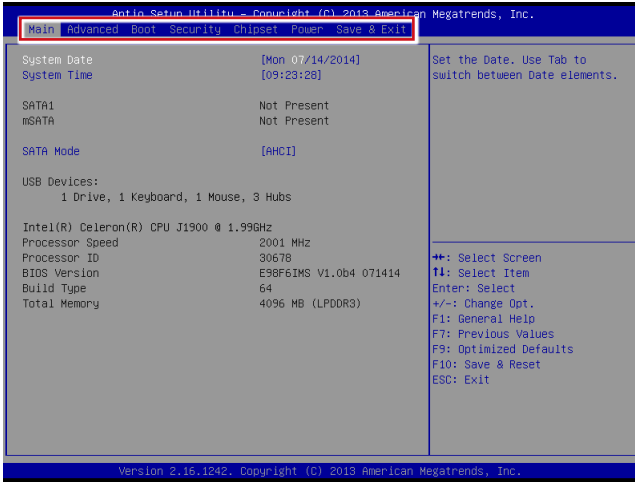 Aptio Setup Utility – Copyright (C) 2013 American Megatrends, Inc.
Main Advanced Boot Security Chipset Power Save & Exit
System Date [Mon 07/14/2014]
System Time [09:23:28]
SATA1 Not Present
mSATA Not Present
SATA Mode [AHCI]
USB Devices:
1 Drive, 1 Keyboard, 1 Mouse, 3 Hubs
Intel(R) Celeron(R) CPU J1900 @ 1.99GHz
Processor Speed 2001 MHz
Processor ID 30678
BIOS Version E98F6IMS V1.0b4 071414
Build Type 64
Total Memory 4096 MB (LPDDR3)
Set the Date. Use Tab to
switch between Date elements.
→←: Select Screen
↑↓: Select Item
Enter: Select
+/-: Change Opt.
F1: General Help
F7: Previous Values
F9: Optimized Defaults
F10: Save & Reset
ESC: Exit
Version 2.16.1242. Copyright (C) 2013 American Megatrends, Inc.